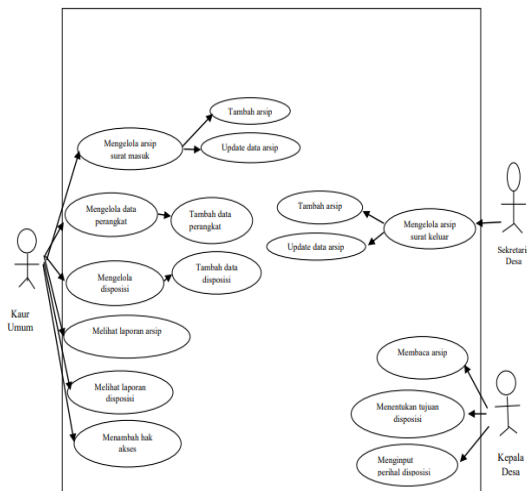 Tambah arsip
Mengelola arsip
surat masuk
Update data arsip
Mengelola data
perangkat
Tambah data
perangkat
Tambah arsip
Mengelola arsip
surat keluar
Update data arsip
Sekretari
Desa
Mengelola
disposisi
Tambah data
disposisi
Kaur
Umum
Melihat laporan arsip
Membaca arsip
Melihat laporan
disposisi
Menentukan tujuan
disposisi
Menambah hak
akses
Menginput
perihal disposisi
Kepala
Desa